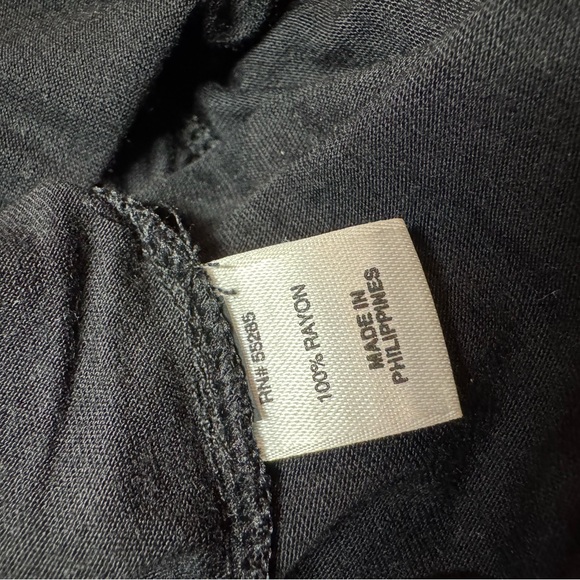 RN# 55285
100% RAYON
MADE IN
PHILIPPINES